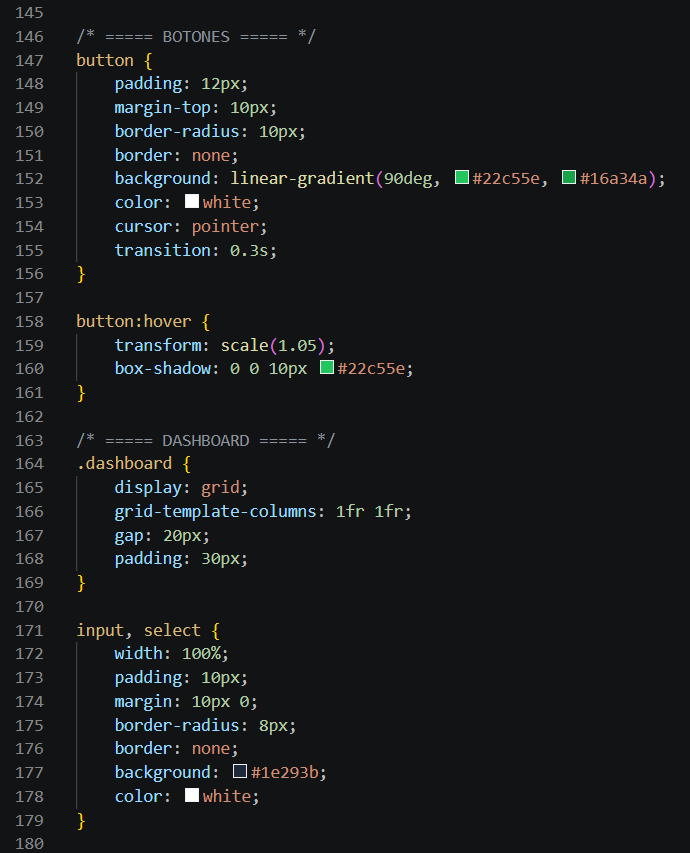 145
146 /* ===== BOTONES ===== */
147 button {
148 padding: 12px;
149 margin-top: 10px;
150 border-radius: 10px;
151 border: none;
152 background: linear-gradient(90deg, #22c55e, #16a34a);
153 color: white;
154 cursor: pointer;
155 transition: 0.3s;
156 }
157
158 button:hover {
159 transform: scale(1.05);
160 box-shadow: 0 0 10px #22c55e;
161 }
162
163 /* ===== DASHBOARD ===== */
164 .dashboard {
165 display: grid;
166 grid-template-columns: 1fr 1fr;
167 gap: 20px;
168 padding: 30px;
169 }
170
171 input, select {
172 width: 100%;
173 padding: 10px;
174 margin: 10px 0;
175 border-radius: 8px;
176 border: none;
177 background: #1e293b;
178 color: white;
179 }
180